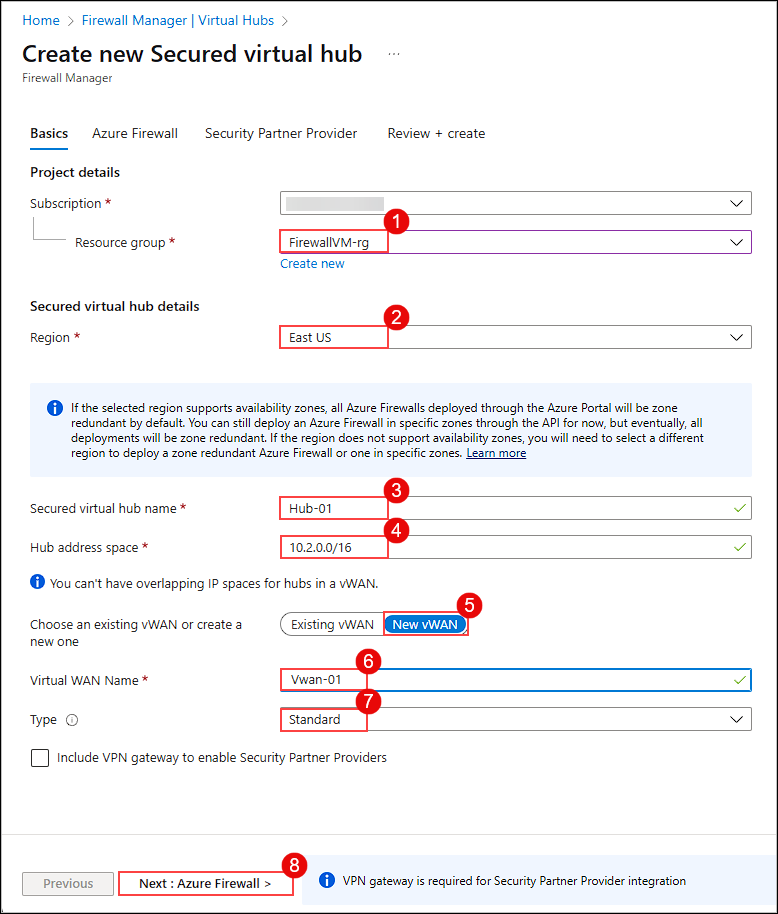 Home > Firewall Manager | Virtual Hubs >
Create new Secured virtual hub ...
Firewall Manager
Basics Azure Firewall Security Partner Provider Review + create
Project details
Subscription *
1
Resource group * FirewallVM-rg
Create new
Secured virtual hub details
2
Region * East US
If the selected region supports availability zones, all Azure Firewalls deployed through the Azure Portal will be zone
redundant by default. You can still deploy an Azure Firewall in specific zones through the API for now, but eventually, all
deployments will be zone redundant. If the region does not support availability zones, you will need to select a different
region to deploy a zone redundant Azure Firewall or one in specific zones. Learn more
3
Secured virtual hub name * Hub-01
4
Hub address space * 10.2.0.0/16
You can't have overlapping IP spaces for hubs in a vWAN.
5
Choose an existing vWAN or create a Existing vWAN New vWAN
new one
6
Virtual WAN Name * Vwan-01
7
Type Standard
Include VPN gateway to enable Security Partner Providers
8
Previous Next : Azure Firewall > VPN gateway is required for Security Partner Provider integration